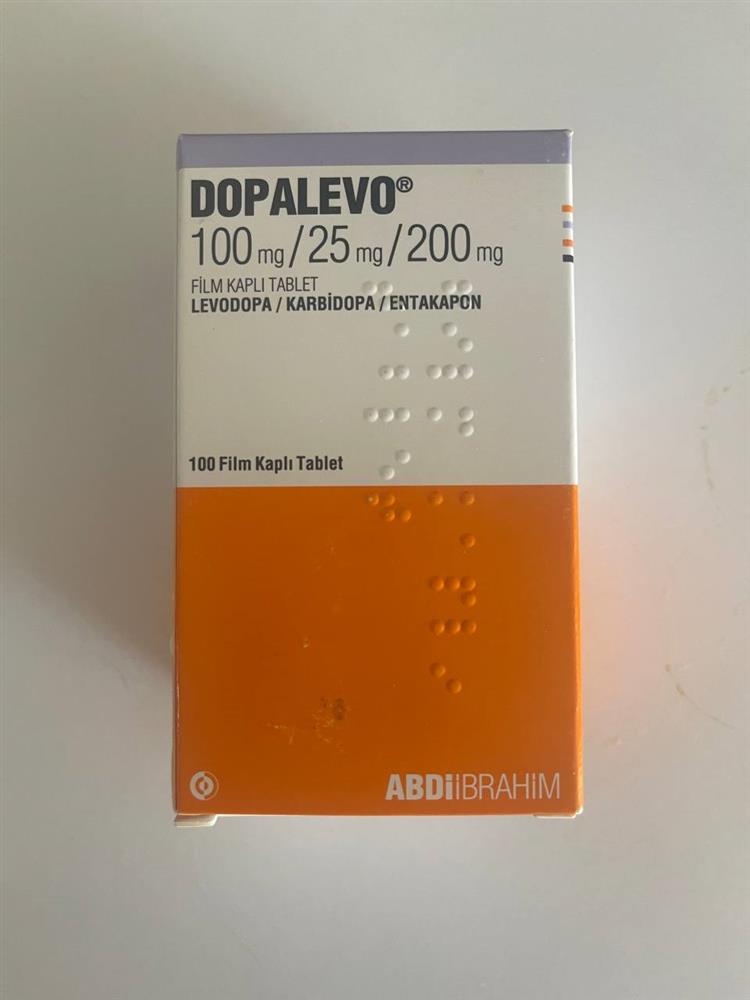 DOPALEVO®
100 mg/25 mg/200 mg
FİLM KAPLI TABLET
LEVODOPA / KARBİDOPA / ENTAKAPON
100 Film Kaplı Tablet
ABDİİBRAHİM